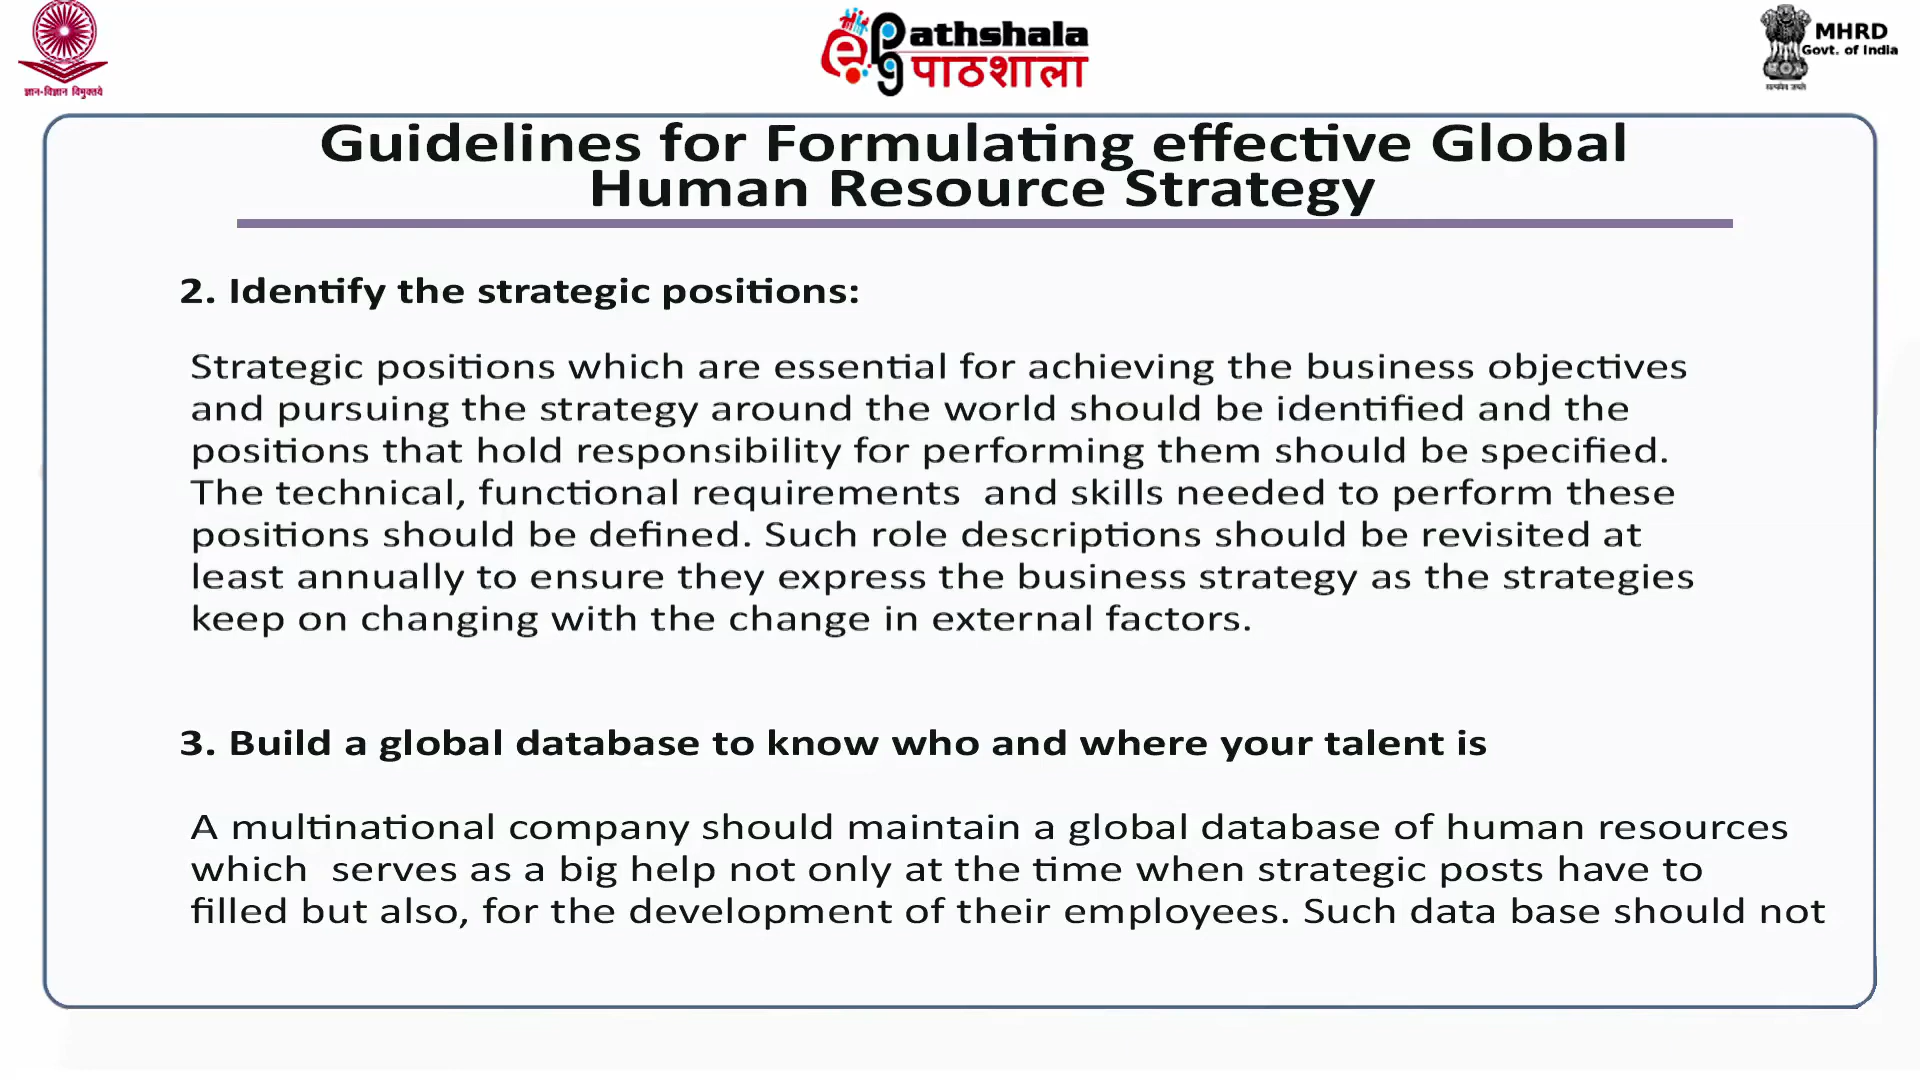 ज्ञान-विज्ञान विमुक्तये
ePathshala
पाठशाला
MHRD
Govt. of India
सत्यमेव जयते
Guidelines for Formulating effective Global
Human Resource Strategy
2. Identify the strategic positions:
Strategic positions which are essential for achieving the business objectives
and pursuing the strategy around the world should be identified and the
positions that hold responsibility for performing them should be specified.
The technical, functional requirements  and skills needed to perform these
positions should be defined. Such role descriptions should be revisited at
least annually to ensure they express the business strategy as the strategies
keep on changing with the change in external factors.
3. Build a global database to know who and where your talent is
A multinational company should maintain a global database of human resources
which  serves as a big help not only at the time when strategic posts have to
filled but also, for the development of their employees. Such data base should not